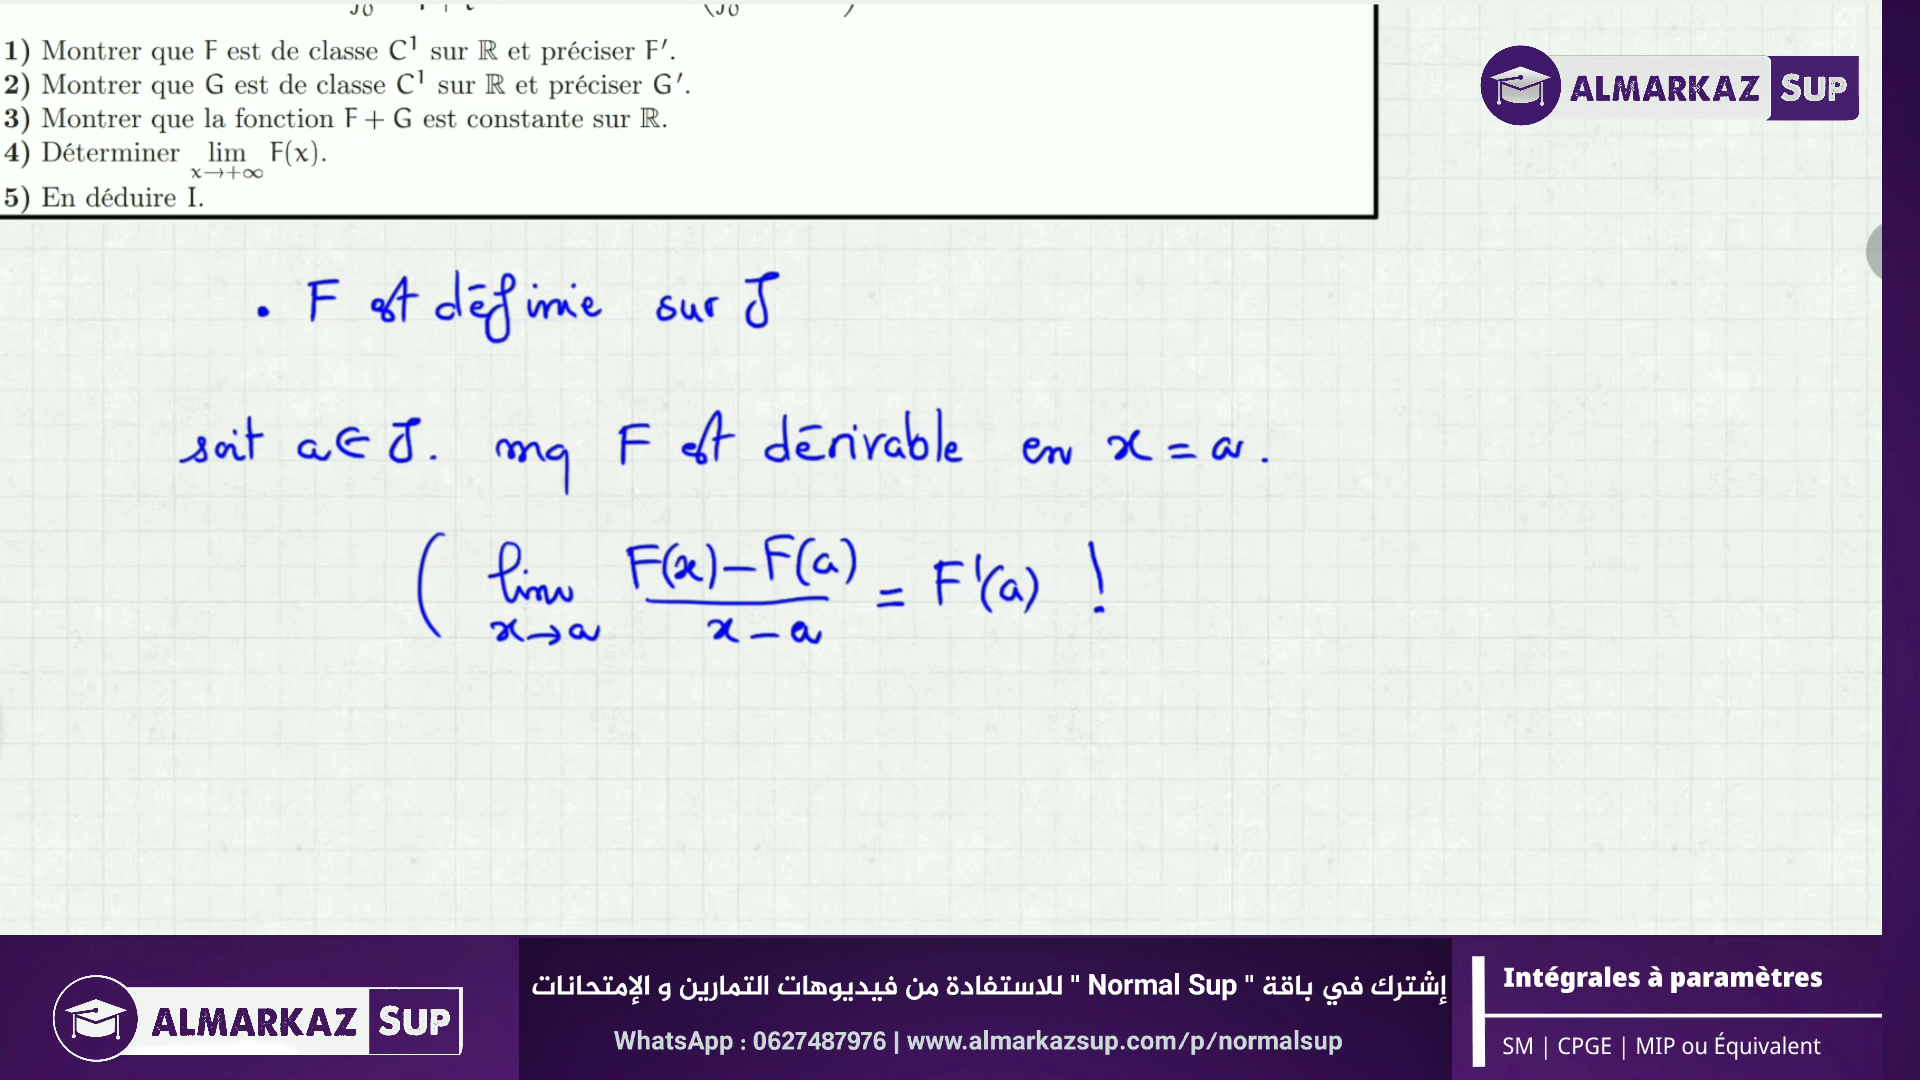 1) Montrer que F est de classe C¹ sur ℝ et préciser F′.
2) Montrer que G est de classe C¹ sur ℝ et préciser G′.
3) Montrer que la fonction F + G est constante sur ℝ.
4) Déterminer lim x→+∞ F(x).
5) En déduire I.
ALMARKAZ SUP
• F est définie sur J
soit a ∈ J. mq F est dérivable en x = a.
( lim x→a (F(x) − F(a)) / (x − a) = F'(a) !
ALMARKAZ SUP
إشترك في باقة " Normal Sup " للاستفادة من فيديوهات التمارين و الإمتحانات
WhatsApp : 0627487976 | www.almarkazsup.com/p/normalsup
Intégrales à paramètres
SM | CPGE | MIP ou Équivalent